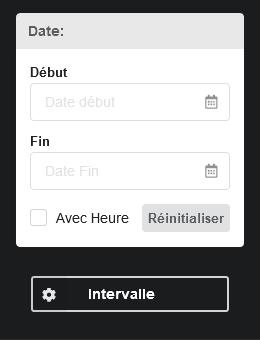 Date:
Début
Date début
Fin
Date Fin
Avec Heure Réinitialiser
Intervalle